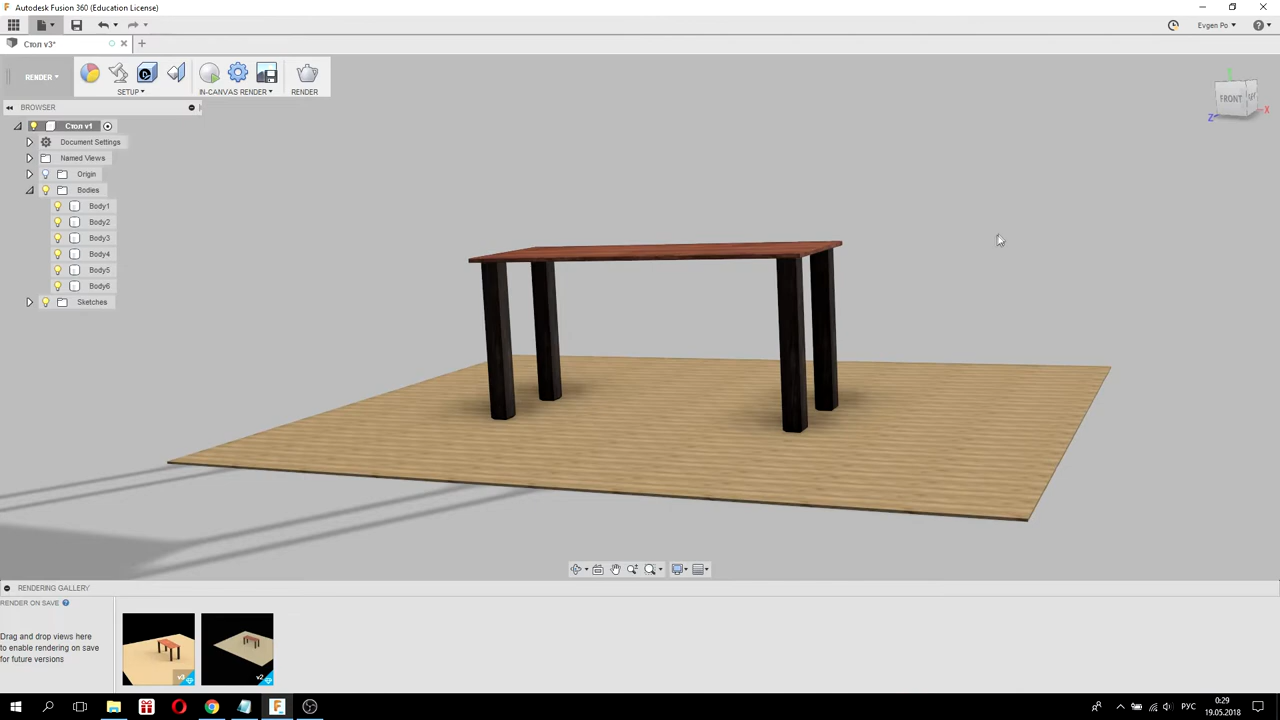 Autodesk Fusion 360 (Education License)
Evgen Po
Стол v3*
RENDER
SETUP
IN-CANVAS RENDER
RENDER
BROWSER
Стол v1
Document Settings
Named Views
Origin
Bodies
Body1
Body2
Body3
Body4
Body5
Body6
Sketches
FRONT
Z
X
RENDERING GALLERY
RENDER ON SAVE
Drag and drop views here
to enable rendering on save
for future versions
v3
v2
РУС
0:29
19.05.2018